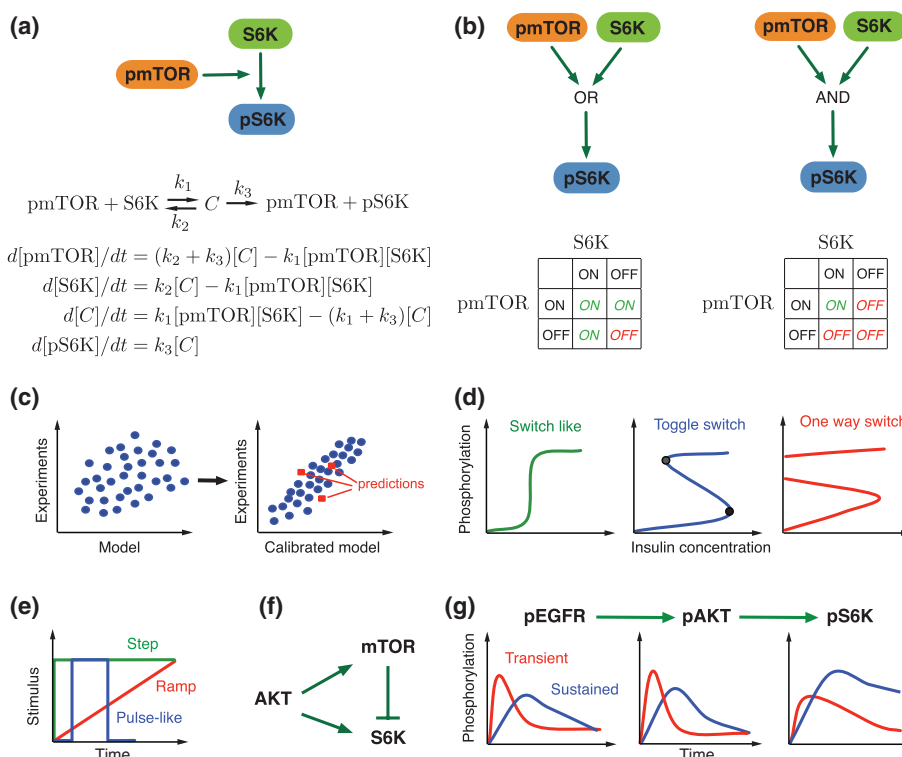 (a)
S6K
pmTOR
pS6K
pmTOR + S6K k₁ k₂ C k₃ pmTOR + pS6K
d[pmTOR]/dt = (k₂ + k₃)[C] − k₁[pmTOR][S6K]
d[S6K]/dt = k₂[C] − k₁[pmTOR][S6K]
d[C]/dt = k₁[pmTOR][S6K] − (k₁ + k₃)[C]
d[pS6K]/dt = k₃[C]
(b)
pmTOR S6K
OR
pS6K
S6K
ON OFF
pmTOR ON ON ON
OFF ON OFF
pmTOR S6K
AND
pS6K
S6K
ON OFF
pmTOR ON ON OFF
OFF OFF OFF
(c)
Experiments
Model
Experiments
predictions
Calibrated model
(d)
Phosphorylation
Switch like
Toggle switch
One way switch
Insulin concentration
(e)
Stimulus
Step
Ramp
Pulse-like
Time
(f)
mTOR
AKT
S6K
(g)
pEGFR pAKT pS6K
Phosphorylation
Transient
Sustained
Time